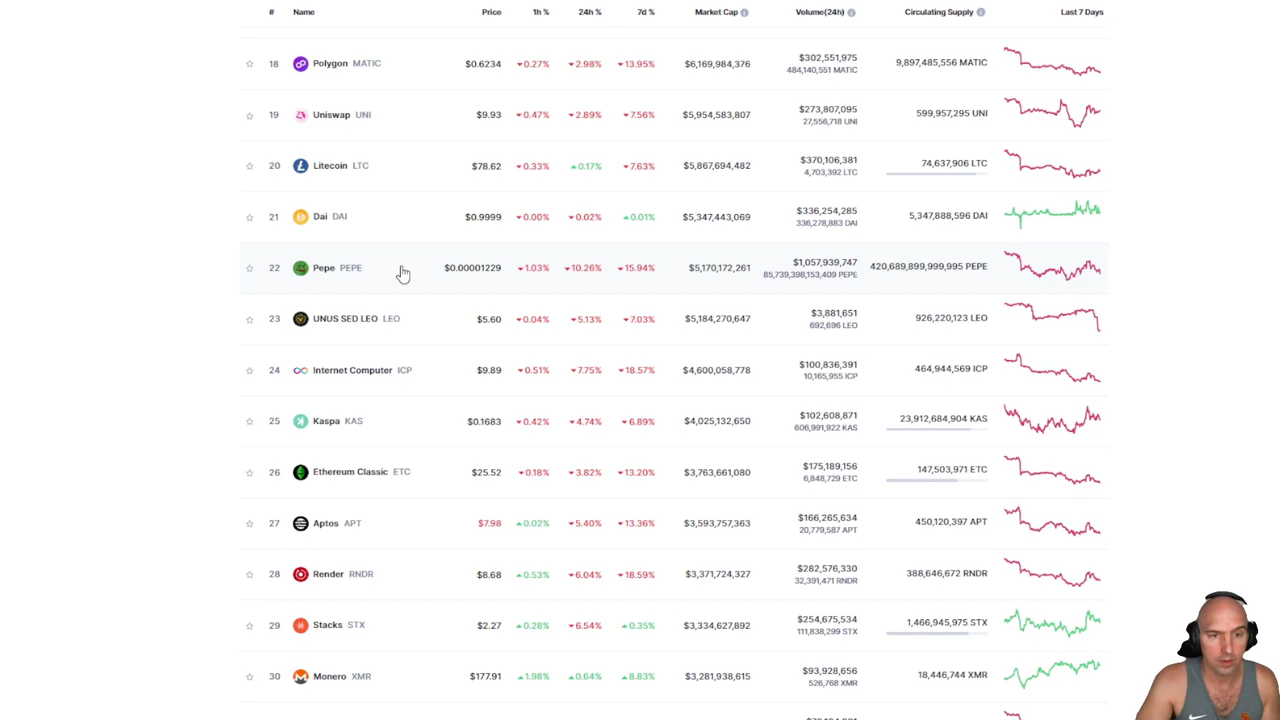 # Name Price 1h % 24h % 7d % Market Cap Volume(24h) Circulating Supply Last 7 Days
18 Polygon MATIC $0.6234 0.27% 2.98% 13.95% $6,169,984,376 $302,551,975 9,897,485,556 MATIC
484,140,551 MATIC
19 Uniswap UNI $9.93 0.47% 2.89% 7.56% $5,954,583,807 $273,807,095 599,957,295 UNI
27,556,718 UNI
20 Litecoin LTC $78.62 0.33% 0.17% 7.63% $5,867,694,482 $370,106,381 74,637,906 LTC
4,703,392 LTC
21 Dai DAI $0.9999 0.00% 0.02% 0.01% $5,347,443,069 $336,254,285 5,347,888,596 DAI
336,278,883 DAI
22 Pepe PEPE $0.00001229 1.03% 10.26% 15.94% $5,170,172,261 $1,057,939,747 420,689,899,999,995 PEPE
85,739,398,153,409 PEPE
23 UNUS SED LEO LEO $5.60 0.04% 5.13% 7.03% $5,184,270,647 $3,881,651 926,220,123 LEO
692,696 LEO
24 Internet Computer ICP $9.89 0.51% 7.75% 18.57% $4,600,058,778 $100,836,391 464,944,569 ICP
10,165,955 ICP
25 Kaspa KAS $0.1683 0.42% 4.74% 6.89% $4,025,132,650 $102,608,871 23,912,684,904 KAS
606,991,922 KAS
26 Ethereum Classic ETC $25.52 0.18% 3.82% 13.20% $3,763,661,080 $175,189,156 147,503,971 ETC
6,848,729 ETC
27 Aptos APT $7.98 0.02% 5.40% 13.36% $3,593,757,363 $166,265,634 450,120,397 APT
20,779,587 APT
28 Render RNDR $8.68 0.53% 6.04% 18.59% $3,371,724,327 $282,576,330 388,646,672 RNDR
32,391,471 RNDR
29 Stacks STX $2.27 0.28% 6.54% 0.35% $3,334,627,892 $254,675,534 1,466,945,975 STX
111,838,299 STX
30 Monero XMR $177.91 1.98% 0.64% 8.83% $3,281,938,615 $93,928,656 18,446,744 XMR
526,768 XMR